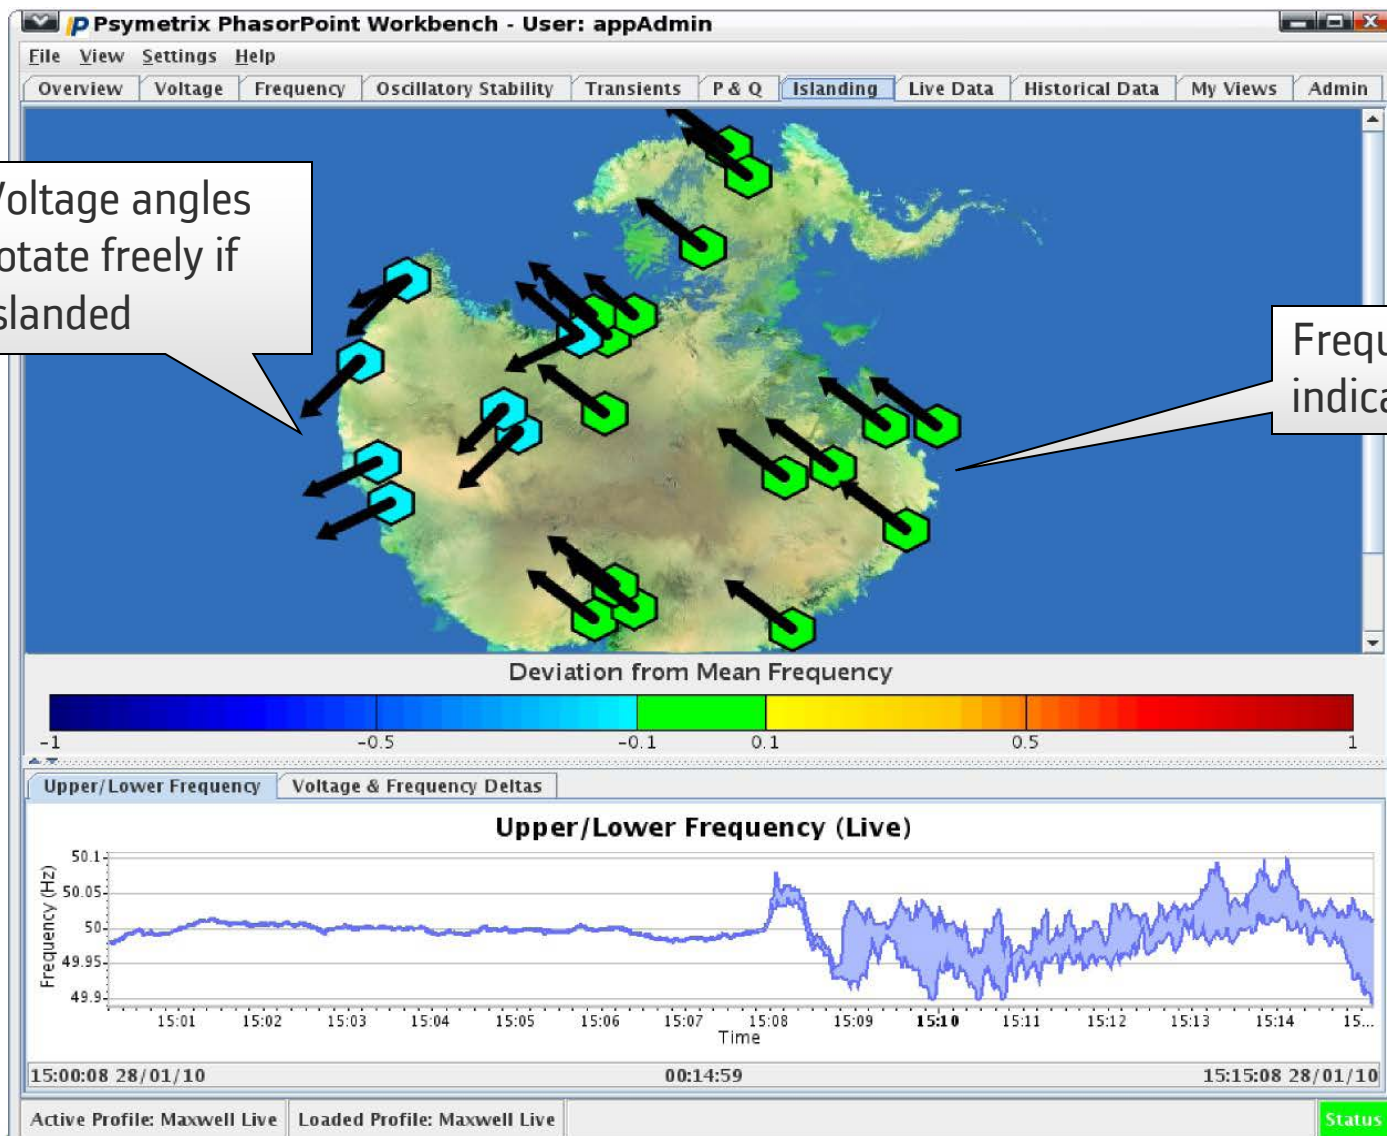 Psymetrix PhasorPoint Workbench - User: appAdmin
File View Settings Help
Overview Voltage Frequency Oscillatory Stability Transients P & Q Islanding Live Data Historical Data My Views Admin
Voltage angles
rotate freely if
islanded
Deviation from Mean Frequency
-1 -0.5 -0.1 0.1 0.5 1
Upper/Lower Frequency Voltage & Frequency Deltas
Upper/Lower Frequency (Live)
Frequency (Hz)
50.1
50.05
50
49.95
49.9
15:01 15:02 15:03 15:04 15:05 15:06 15:07 15:08 15:09 15:10 15:11 15:12 15:13 15:14 15...
Time
15:00:08 28/01/10 00:14:59 15:15:08 28/01/10
Active Profile: Maxwell Live Loaded Profile: Maxwell Live Status